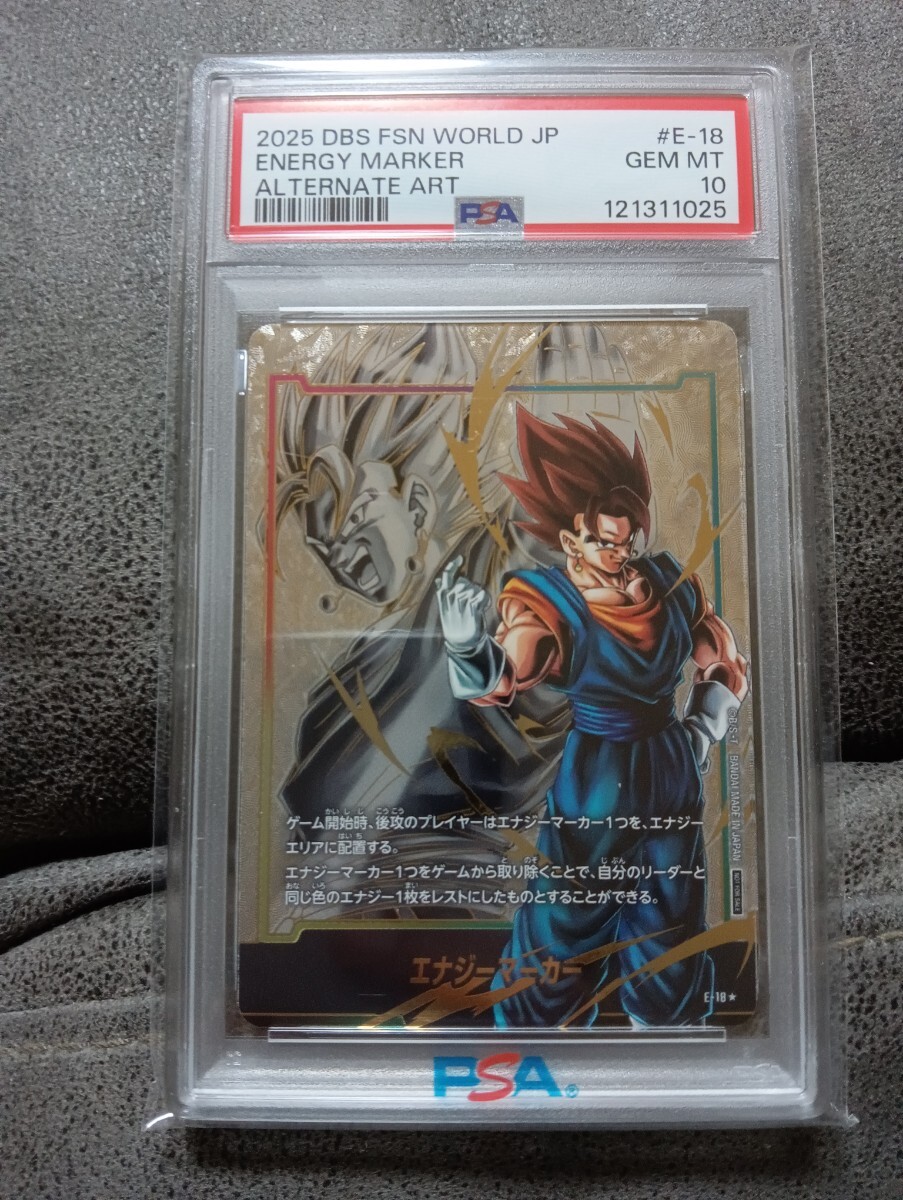 2025 DBS FSN WORLD JP #E-18
ENERGY MARKER GEM MT
ALTERNATE ART 10
PSA 121311025
ゲーム開始時、後攻のプレイヤーはエナジーマーカー1つを、エナジー
エリアに配置する。
エナジーマーカー1つをゲームから取り除くことで、自分のリーダーと
同じ色のエナジー1枚をレストにしたものとすることができる。
エナジーマーカー
E-18★
BANDAI MADE IN JAPAN
NOT FOR SALE
PSA